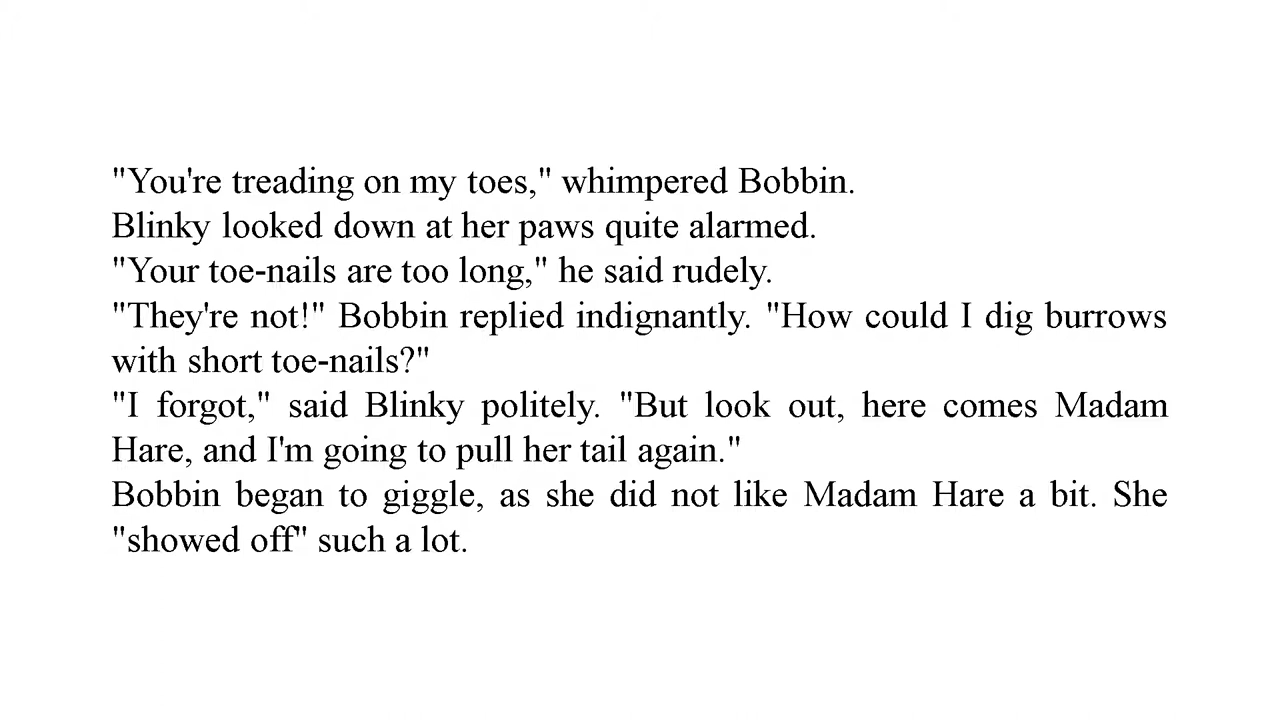 "You're treading on my toes," whimpered Bobbin.
Blinky looked down at her paws quite alarmed.
"Your toe-nails are too long," he said rudely.
"They're not!" Bobbin replied indignantly. "How could I dig burrows
with short toe-nails?"
"I forgot," said Blinky politely. "But look out, here comes Madam
Hare, and I'm going to pull her tail again."
Bobbin began to giggle, as she did not like Madam Hare a bit. She
"showed off" such a lot.